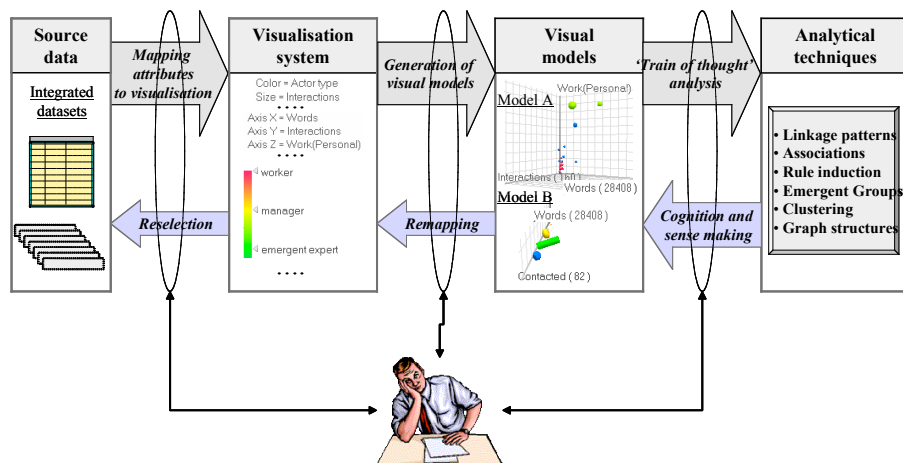 Source
data
Integrated
datasets
Mapping
attributes
to visualisation
Reselection
Visualisation
system
Color = Actor type
Size = Interactions
....
Axis X = Words
Axis Y = Interactions
Axis Z = Work(Personal)
....
worker
manager
emergent expert
....
Generation of
visual models
Remapping
Visual
models
Work(Personal)
Model A
Interactions (
Words ( 28408)
Model B
Words ( 28408)
Contacted ( 82)
‘Train of thought’
analysis
Cognition and
sense making
Analytical
techniques
• Linkage patterns
• Associations
• Rule induction
• Emergent Groups
• Clustering
• Graph structures